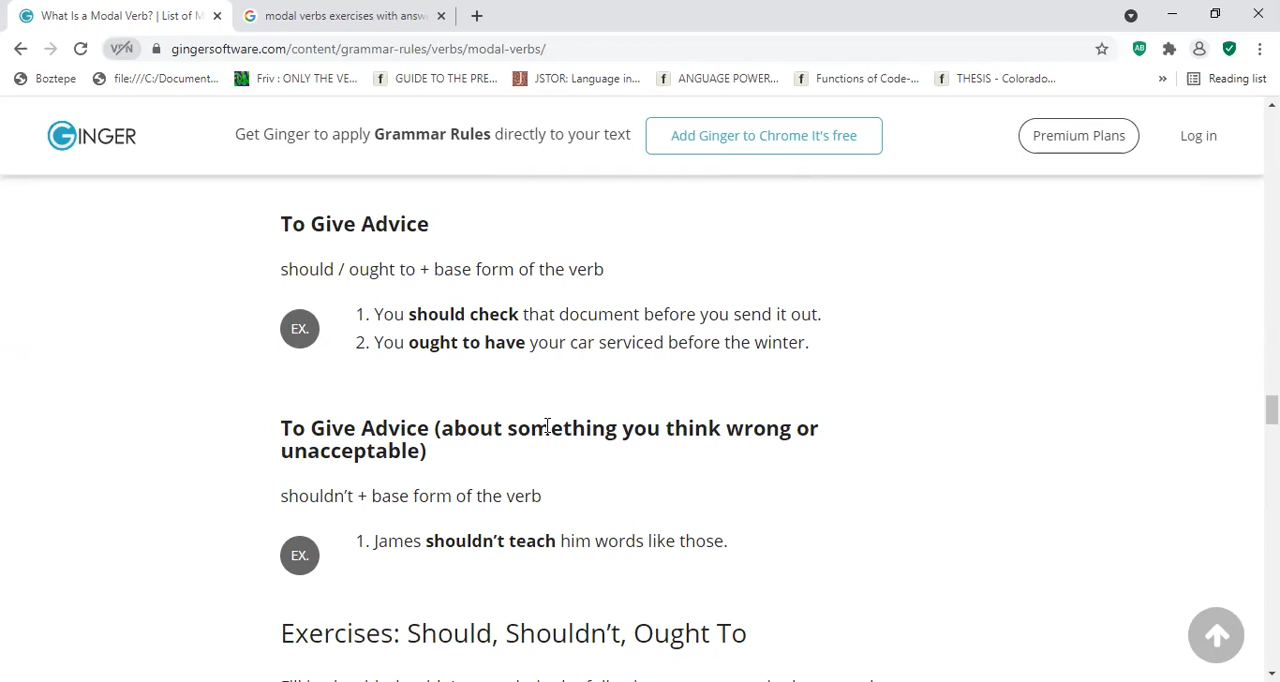 What Is a Modal Verb? | List of M
modal verbs exercises with answ
gingersoftware.com/content/grammar-rules/verbs/modal-verbs/
Boztepe
file:///C:/Document...
Friv : ONLY THE VE...
GUIDE TO THE PRE...
JSTOR: Language in...
ANGUAGE POWER...
Functions of Code-...
THESIS - Colorado...
»
Reading list
GINGER
Get Ginger to apply Grammar Rules directly to your text
Add Ginger to Chrome It's free
Premium Plans
Log in
To Give Advice
should / ought to + base form of the verb
EX.
1. You should check that document before you send it out.
2. You ought to have your car serviced before the winter.
To Give Advice (about something you think wrong or
unacceptable)
shouldn't + base form of the verb
EX.
1. James shouldn't teach him words like those.
Exercises: Should, Shouldn't, Ought To